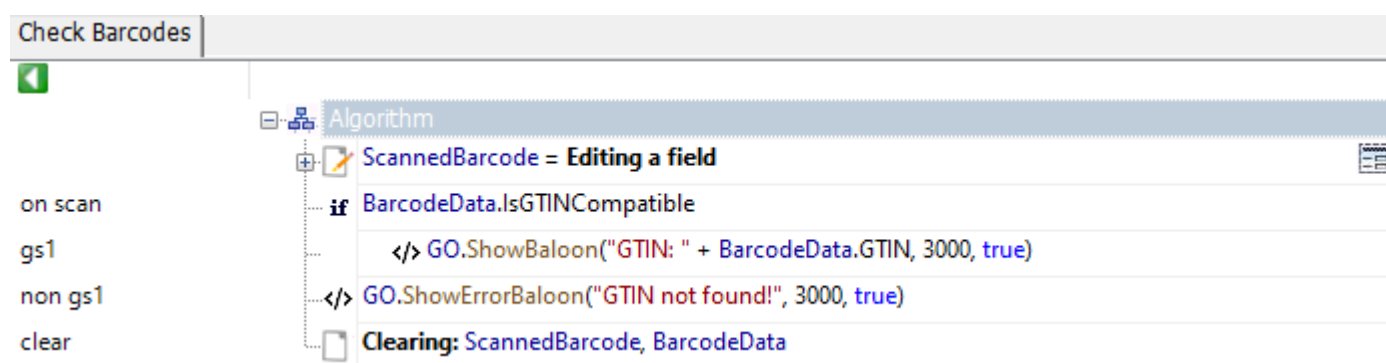 Check Barcodes
Algorithm
ScannedBarcode = Editing a field
on scan if BarcodeData.IsGTINCompatible
gs1 </> GO.ShowBaloon("GTIN: " + BarcodeData.GTIN, 3000, true)
non gs1 </> GO.ShowErrorBaloon("GTIN not found!", 3000, true)
clear Clearing: ScannedBarcode, BarcodeData